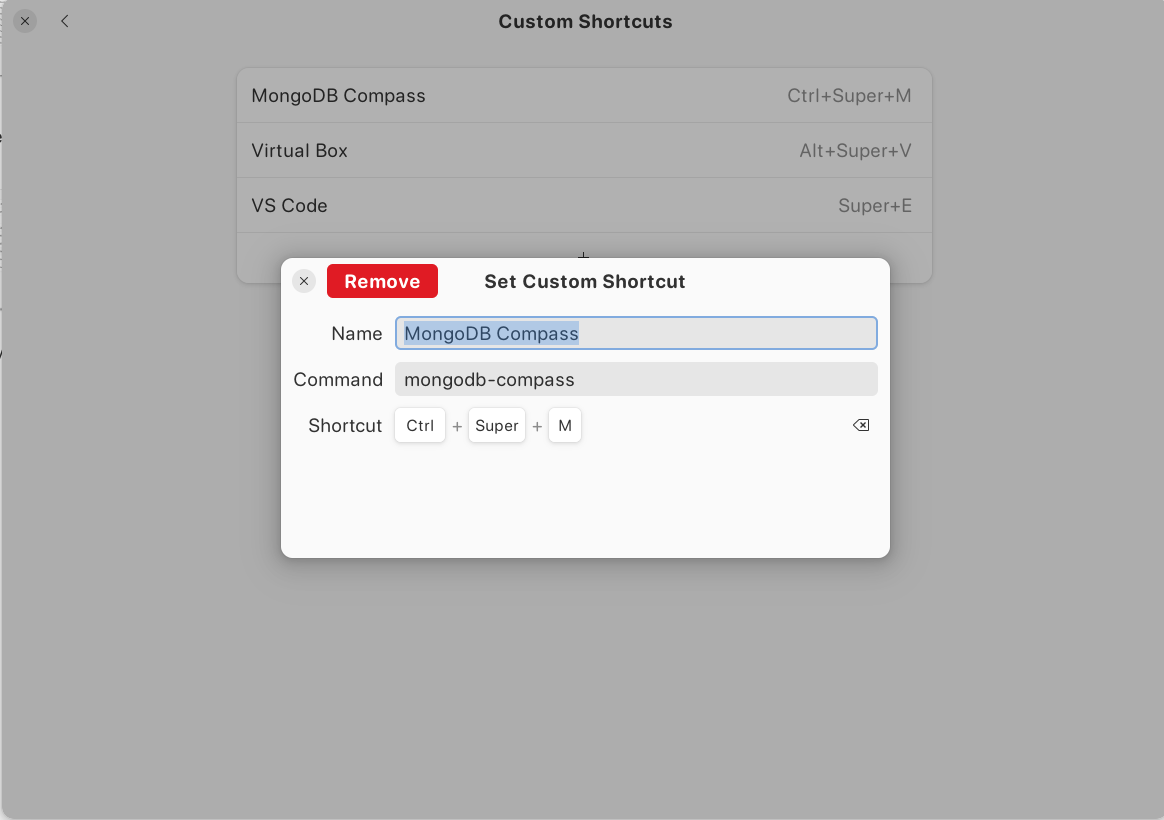 Custom Shortcuts
MongoDB Compass Ctrl+Super+M
Virtual Box Alt+Super+V
VS Code Super+E
+
Remove Set Custom Shortcut
Name MongoDB Compass
Command mongodb-compass
Shortcut Ctrl + Super + M